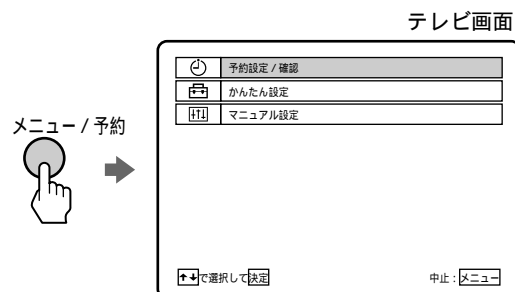 テレビ画面
予約設定 / 確認
かんたん設定
マニュアル設定
メニュー / 予約
↑↓で選択して決定
中止：メニュー